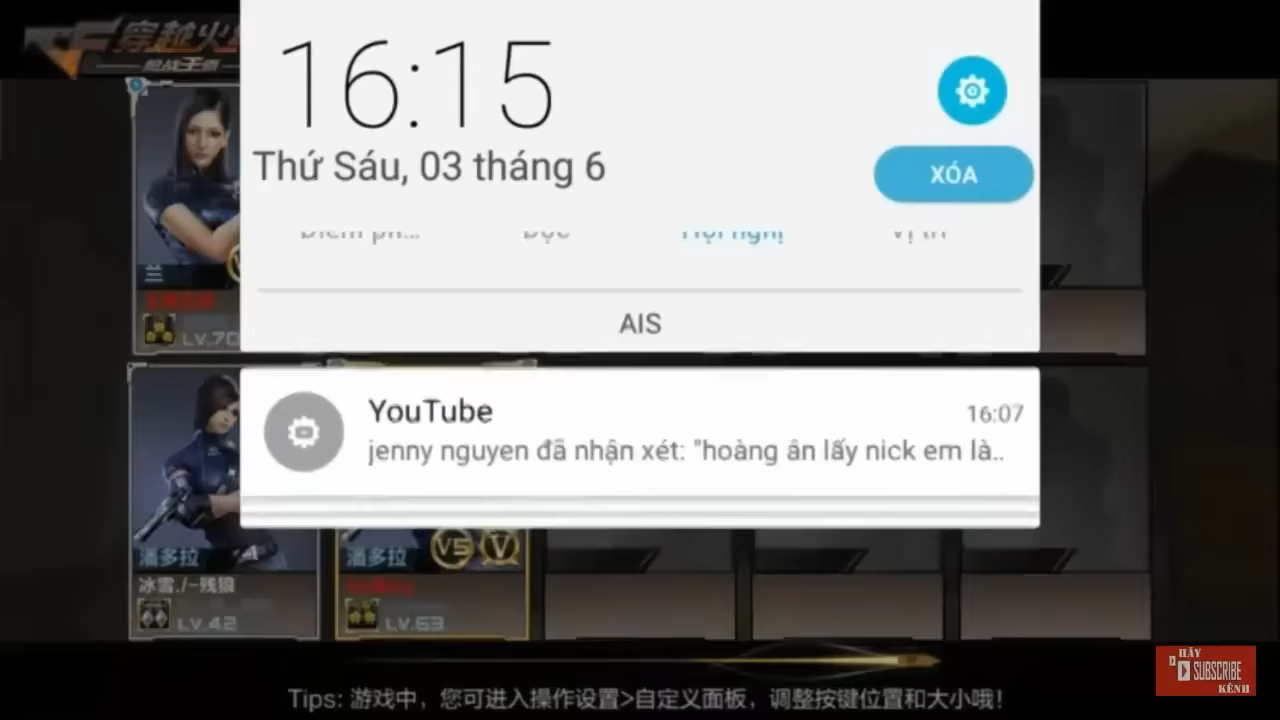 16:15
Thứ Sáu, 03 tháng 6
XÓA
AIS
YouTube
16:07
jenny nguyen đã nhận xét: "hoàng ân lấy nick em là..
LV.70
潘多拉
冰雪./一残狼
LV.42
潘多拉
V5
V
LV.63
HÃY
SUBSCRIBE
KÊNH
Tips: 游戏中，您可进入操作设置>自定义面板，调整按键位置和大小哦!